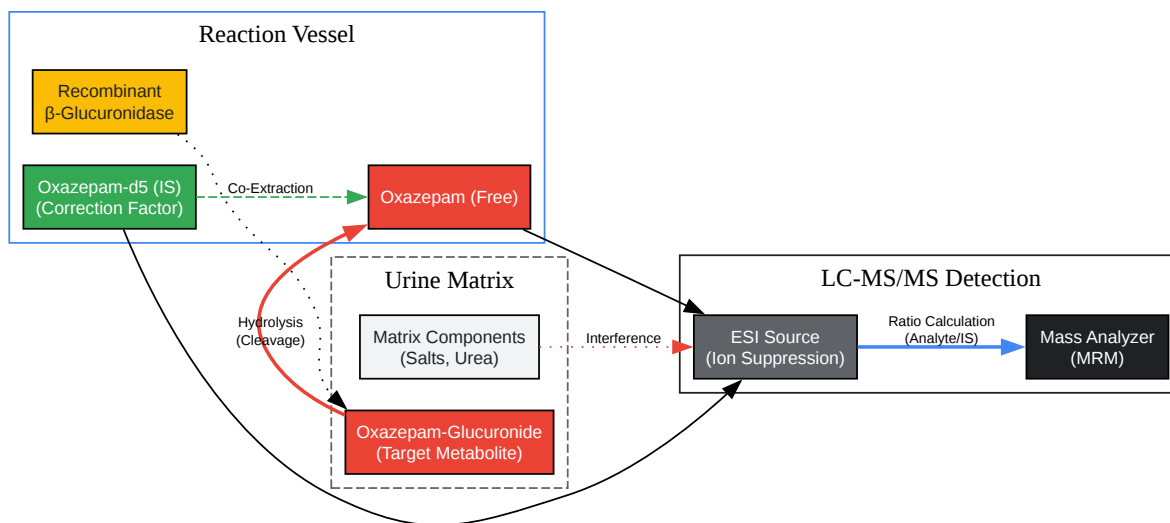 Reaction Vessel
Recombinant
β-Glucuronidase
Oxazepam-d5 (IS)
(Correction Factor)
Co-Extraction
Oxazepam (Free)
Urine Matrix
LC-MS/MS Detection
Hydrolysis
(Cleavage)
Matrix Components
(Salts, Urea)
Interference
ESI Source
(Ion Suppression)
Ratio Calculation
(Analyte/IS)
Mass Analyzer
(MRM)
Oxazepam-Glucuronide
(Target Metabolite)